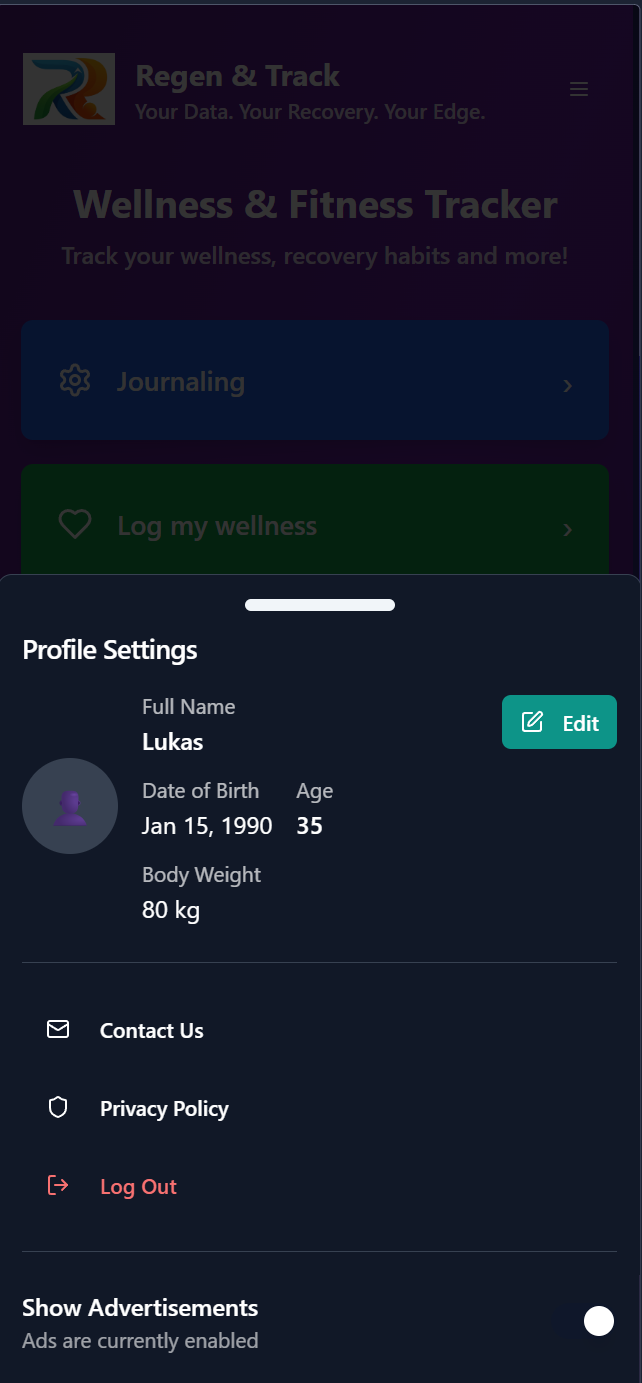 Regen & Track
Your Data. Your Recovery. Your Edge.
Wellness & Fitness Tracker
Track your wellness, recovery habits and more!
Journaling
Log my wellness
Profile Settings
Full Name
Lukas
Edit
Date of Birth Age
Jan 15, 1990 35
Body Weight
80 kg
Contact Us
Privacy Policy
Log Out
Show Advertisements
Ads are currently enabled